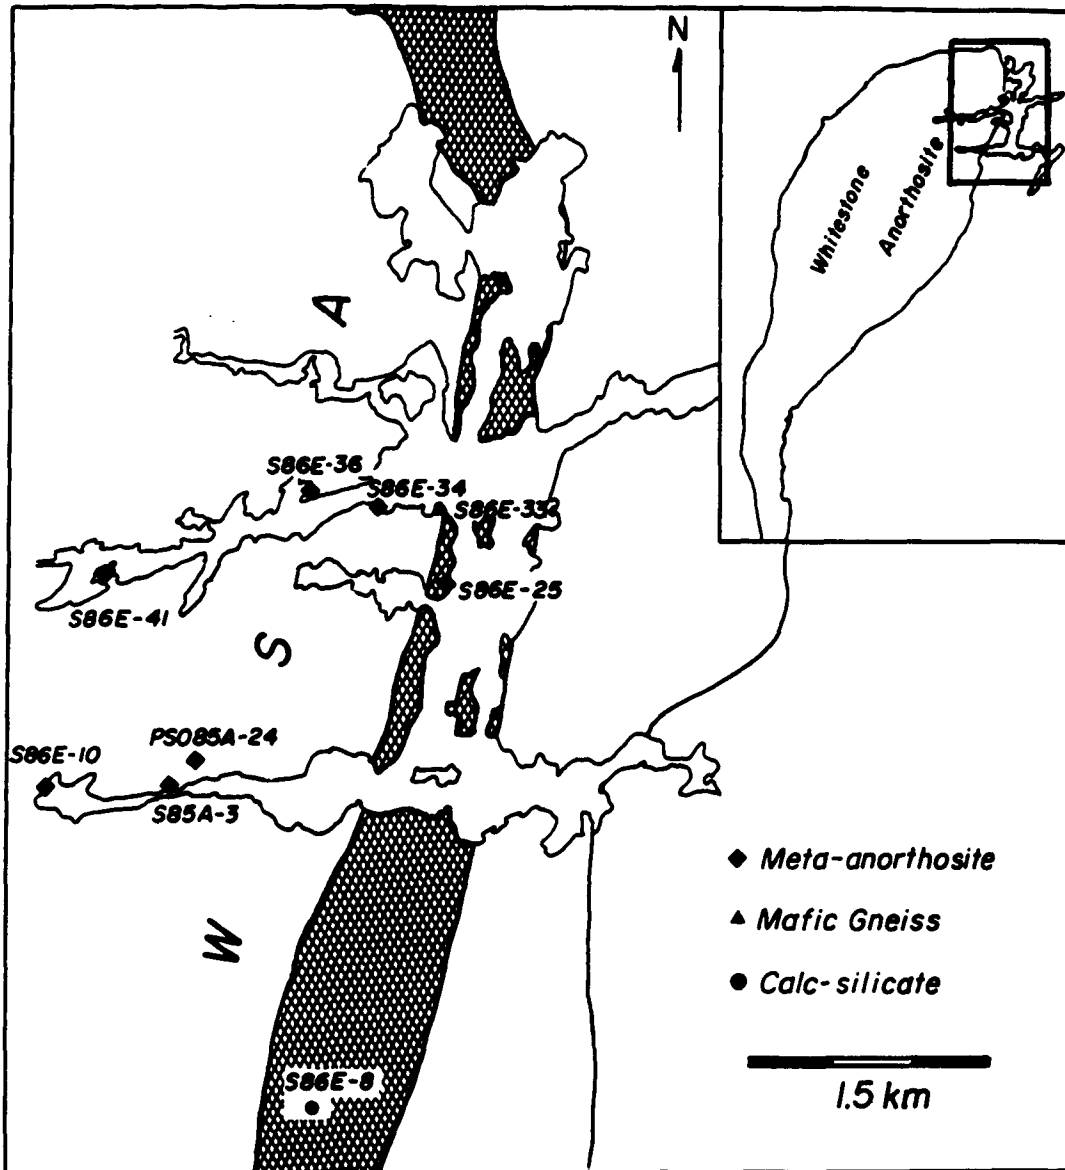 N
Whitestone
Anorthosite
A
S86E-36
S86E-34
S86E-33
S86E-25
S86E-41
S
PS085A-24
S86E-10
S85A-3
W
Meta-anorthosite
Mafic Gneiss
Calc-silicate
1.5 km
S86E-8